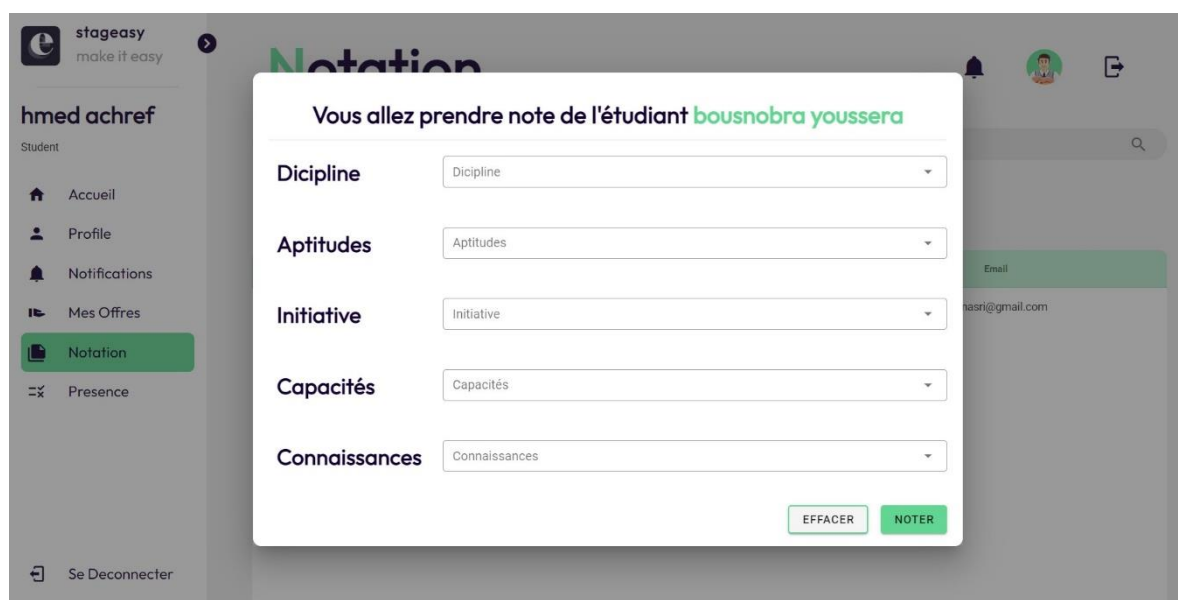 e
stageasy
make it easy
hmed achref
Student
Accueil
Profile
Notifications
Mes Offres
Notation
Presence
Se Deconnecter
Notation
Email
nasri@gmail.com
Vous allez prendre note de l'étudiant bousnobra youssera
Dicipline
Dicipline
Aptitudes
Aptitudes
Initiative
Initiative
Capacités
Capacités
Connaissances
Connaissances
EFFACER
NOTER